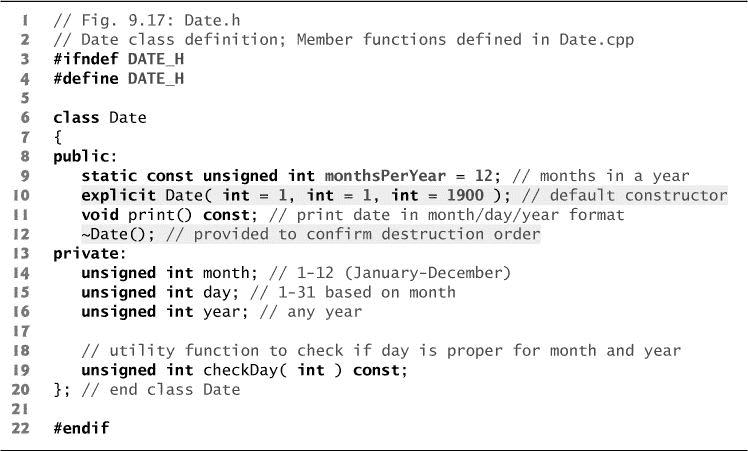 1 // Fig. 9.17: Date.h
2 // Date class definition; Member functions defined in Date.cpp
3 #ifndef DATE_H
4 #define DATE_H
5
6 class Date
7 {
8 public:
9 static const unsigned int monthsPerYear = 12; // months in a year
10 explicit Date( int = 1, int = 1, int = 1900 ); // default constructor
11 void print() const; // print date in month/day/year format
12 ~Date(); // provided to confirm destruction order
13 private:
14 unsigned int month; // 1-12 (January-December)
15 unsigned int day; // 1-31 based on month
16 unsigned int year; // any year
17
18 // utility function to check if day is proper for month and year
19 unsigned int checkDay( int ) const;
20 }; // end class Date
21
22 #endif